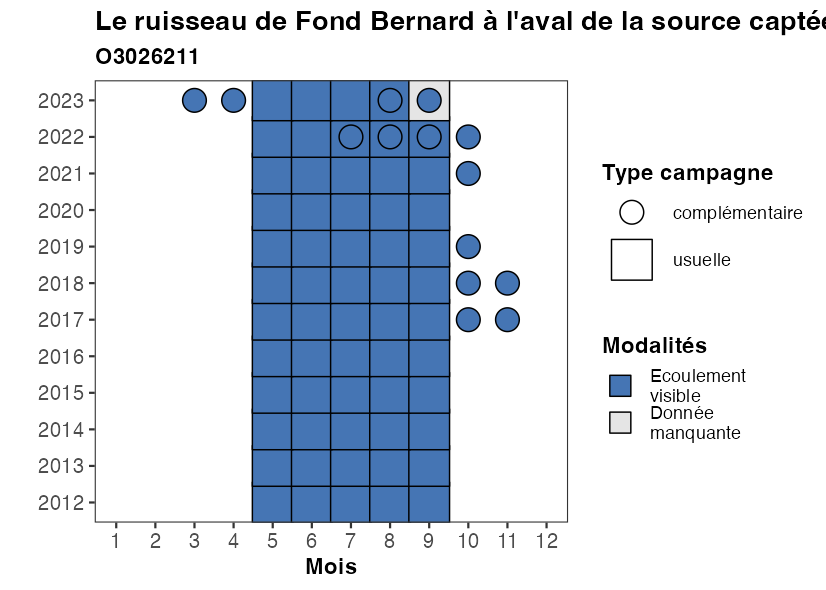 Le ruisseau de Fond Bernard à l'aval de la source captée
O3026211
2023
2022
2021
2020
2019
2018
2017
2016
2015
2014
2013
2012
1 2 3 4 5 6 7 8 9 10 11 12
Mois
Type campagne
complémentaire
usuelle
Modalités
Ecoulement
visible
Donnée
manquante